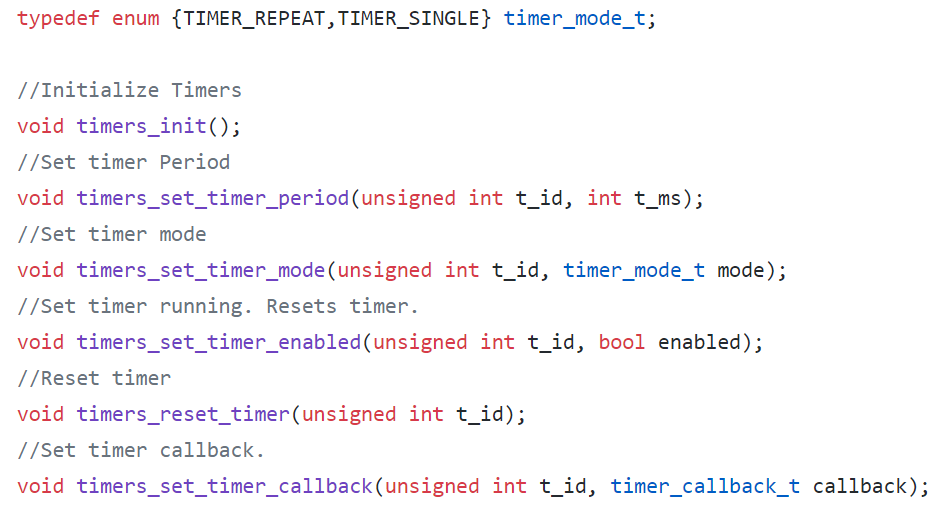 typedef enum {TIMER_REPEAT,TIMER_SINGLE} timer_mode_t;
//Initialize Timers
void timers_init();
//Set timer Period
void timers_set_timer_period(unsigned int t_id, int t_ms);
//Set timer mode
void timers_set_timer_mode(unsigned int t_id, timer_mode_t mode);
//Set timer running. Resets timer.
void timers_set_timer_enabled(unsigned int t_id, bool enabled);
//Reset timer
void timers_reset_timer(unsigned int t_id);
//Set timer callback.
void timers_set_timer_callback(unsigned int t_id, timer_callback_t callback);